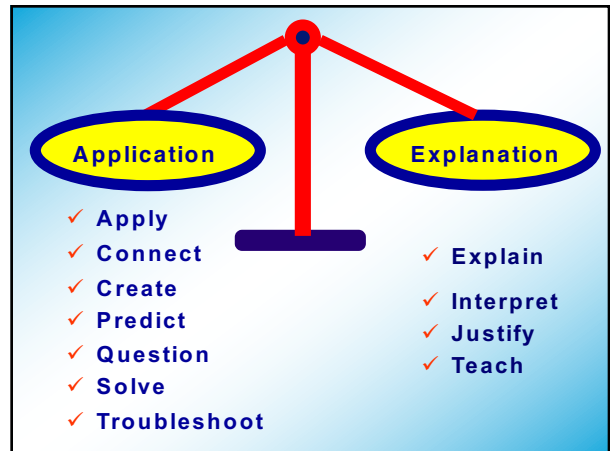 Application
Apply
Connect
Create
Predict
Question
Solve
Troubleshoot
Explanation
Explain
Interpret
Justify
Teach